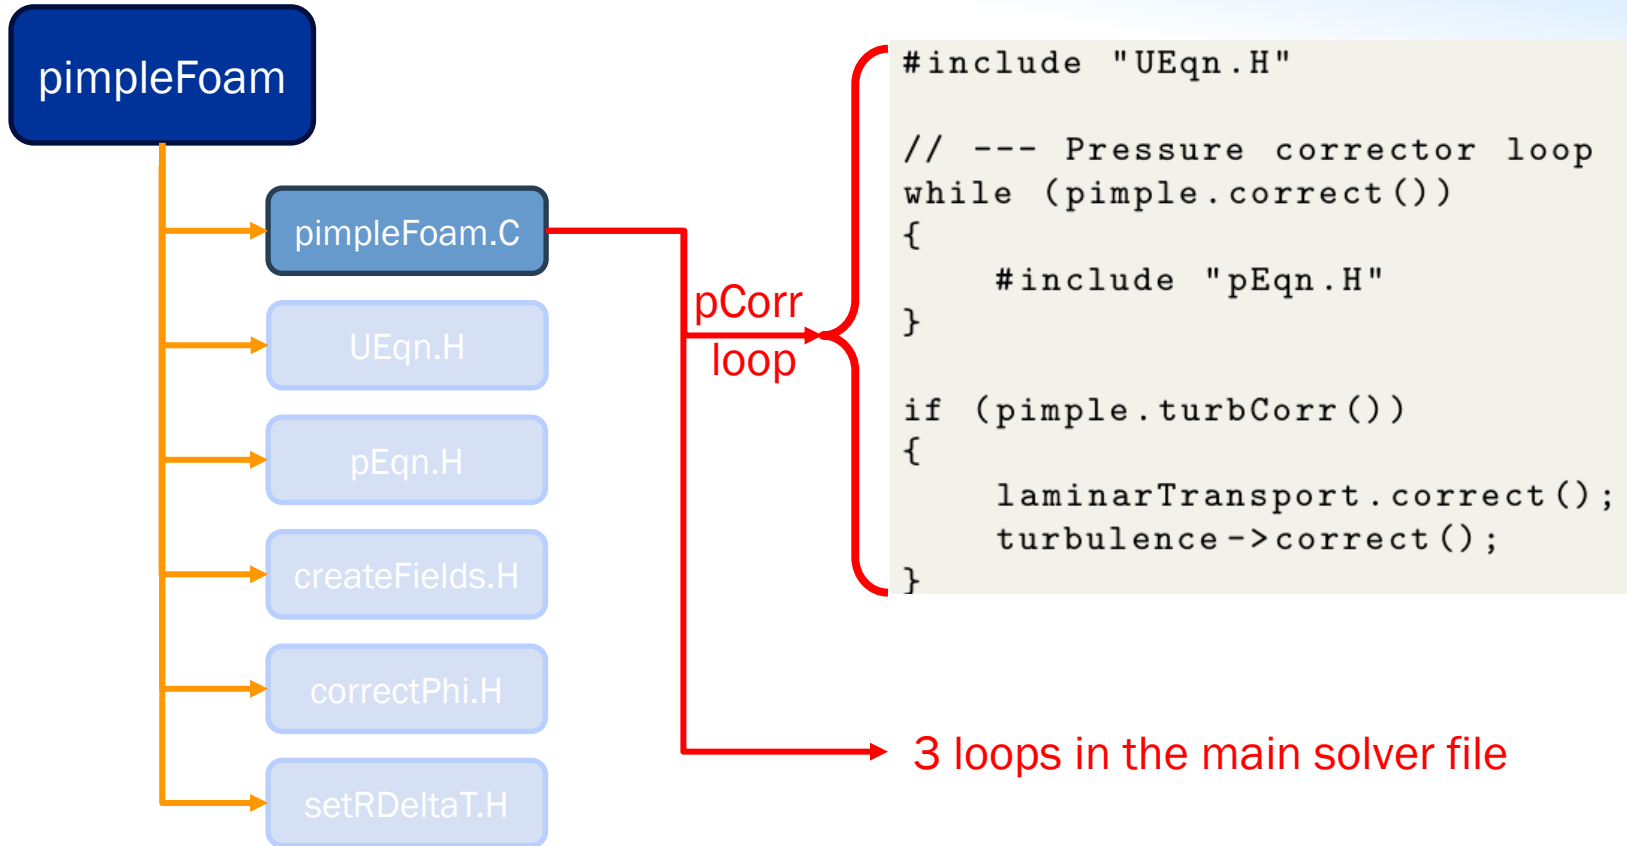 pimpleFoam
pimpleFoam.C
UEqn.H
pEqn.H
createFields.H
correctPhi.H
setRDeltaT.H
pCorr
loop
#include "UEqn.H"
// --- Pressure corrector loop
while (pimple.correct())
{
    #include "pEqn.H"
}
if (pimple.turbCorr())
{
    laminarTransport.correct();
    turbulence->correct();
}
3 loops in the main solver file